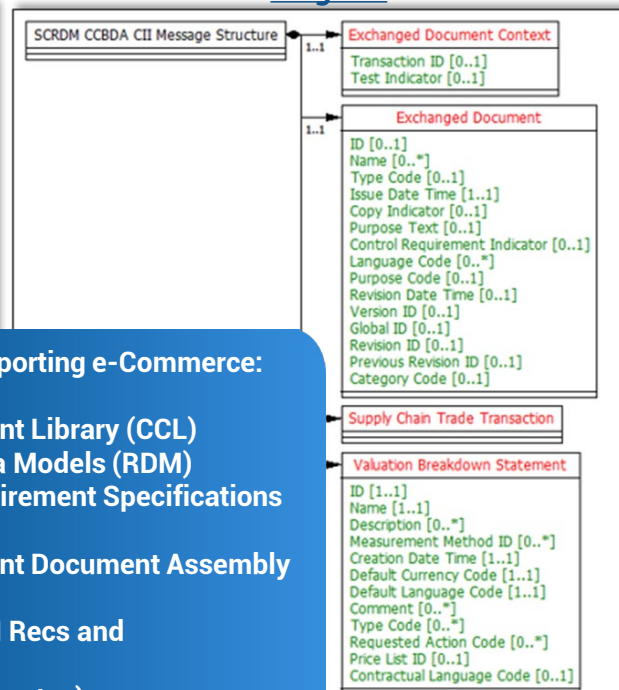 SCRDM CCBDA CII Message Structure
1..1
Exchanged Document Context
Transaction ID [0..1]
Test Indicator [0..1]
1..1
Exchanged Document
ID [0..1]
Name [0..*]
Type Code [0..1]
Issue Date Time [1..1]
Copy Indicator [0..1]
Purpose Text [0..1]
Control Requirement Indicator [0..1]
Language Code [0..*]
Purpose Code [0..1]
Revision Date Time [0..1]
Version ID [0..1]
Global ID [0..1]
Revision ID [0..1]
Previous Revision ID [0..1]
Category Code [0..1]
Supply Chain Trade Transaction
Valuation Breakdown Statement
ID [1..1]
Name [1..1]
Description [0..*]
Measurement Method ID [0..*]
Creation Date Time [1..1]
Default Currency Code [1..1]
Default Language Code [1..1]
Comment [0..*]
Type Code [0..*]
Requested Action Code [0..*]
Price List ID [0..1]
Contractual Language Code [0..1]
porting e-Commerce:
nt Library (CCL)
a Models (RDM)
irement Specifications
nt Document Assembly
Recs and